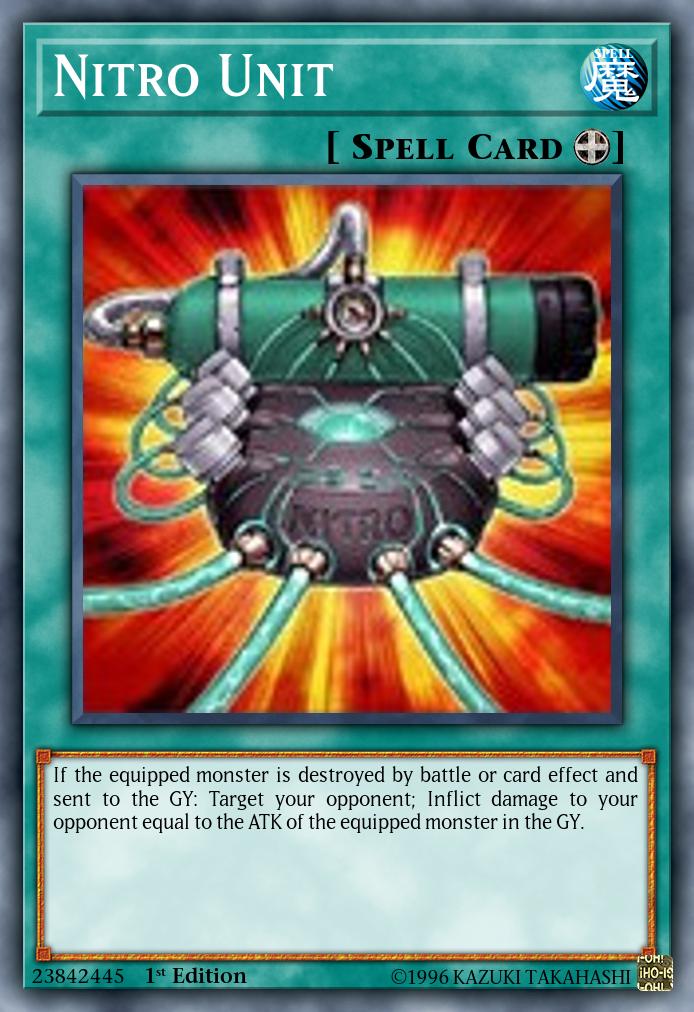 Nitro Unit
SPELL
魔
[ Spell Card ]
NITRO
If the equipped monster is destroyed by battle or card effect and
sent to the GY: Target your opponent; Inflict damage to your
opponent equal to the ATK of the equipped monster in the GY.
23842445 1st Edition ©1996 KAZUKI TAKAHASHI